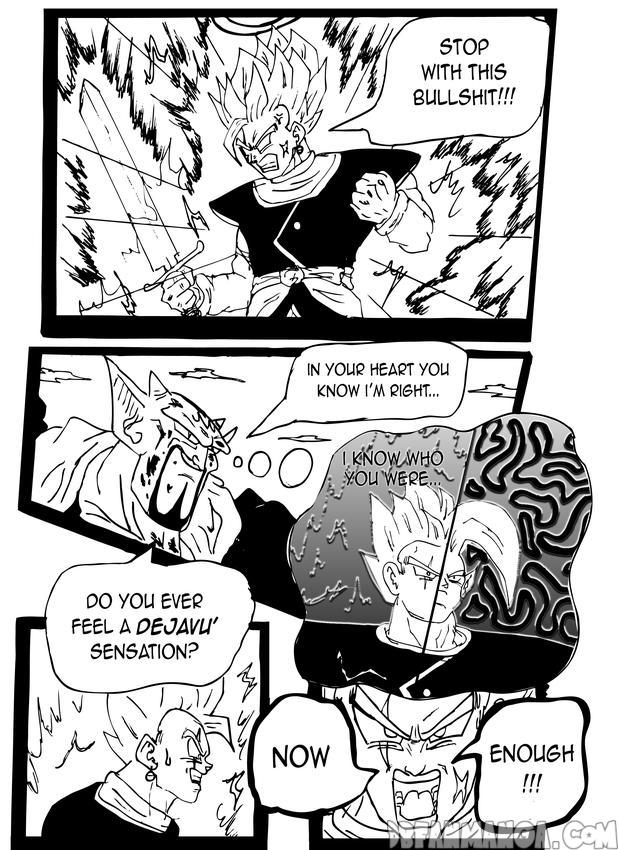 STOP
WITH THIS
BULLSHIT!!!
IN YOUR HEART YOU
KNOW I'M RIGHT...
I KNOW WHO
YOU WERE...
DO YOU EVER
FEEL A DEJAVU'
SENSATION?
NOW
ENOUGH
!!!
DBFANMANGA.COM